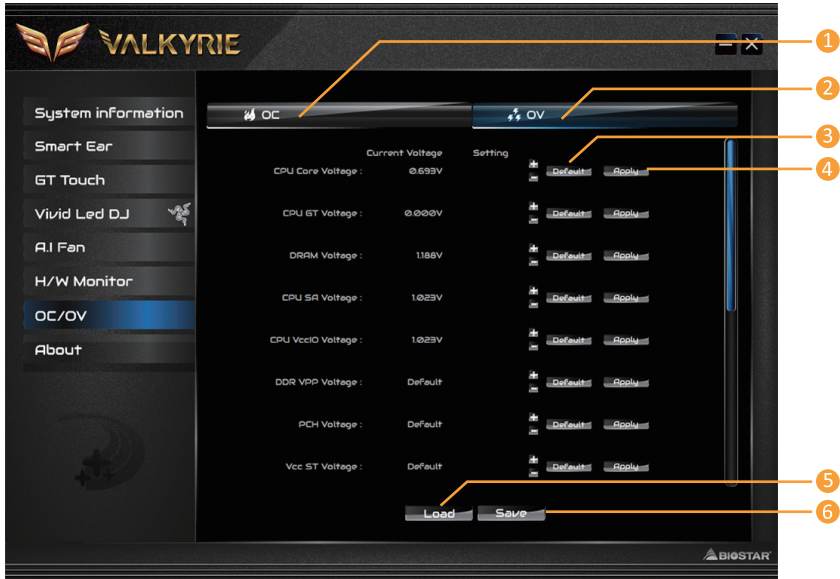 VALKYRIE
1
2
3
4
5
6
System information
Smart Ear
GT Touch
Vivid Led DJ
A.I Fan
H/W Monitor
OC/OV
About
OC
OV
Current Voltage Setting
CPU Core Voltage : 0.693V Default Apply
CPU GT Voltage : 0.000V Default Apply
DRAM Voltage : 1.188V Default Apply
CPU SA Voltage : 1.023V Default Apply
CPU VccIO Voltage : 1.023V Default Apply
DDR VPP Voltage : Default Default Apply
PCH Voltage : Default Default Apply
Vcc ST Voltage : Default Default Apply
Load Save
BIOSTAR